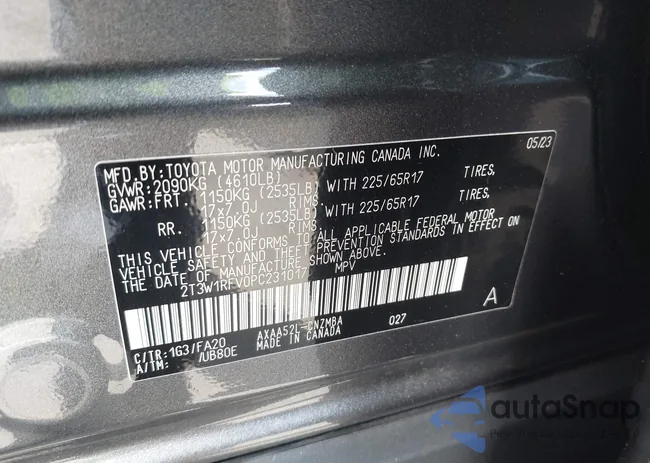 MFD.BY:TOYOTA MOTOR MANUFACTURING CANADA INC. 05/23
GVWR:2090KG (4610LB)
GAWR:FRT. 1150KG (2535LB) WITH 225/65R17 TIRES,
17x7.0J RIMS.
RR. 1150KG (2535LB) WITH 225/65R17 TIRES,
17x7.0J RIMS.
THIS VEHICLE CONFORMS TO ALL APPLICABLE FEDERAL MOTOR
VEHICLE SAFETY AND THEFT PREVENTION STANDARDS IN EFFECT ON
THE DATE OF MANUFACTURE SHOWN ABOVE.
2T3W1RFV0PC231017 MPV
A
C/TR:1G3/FA20 AXAA52L-CNZMBA 027
A/TM: /UB80E MADE IN CANADA
autoSnap